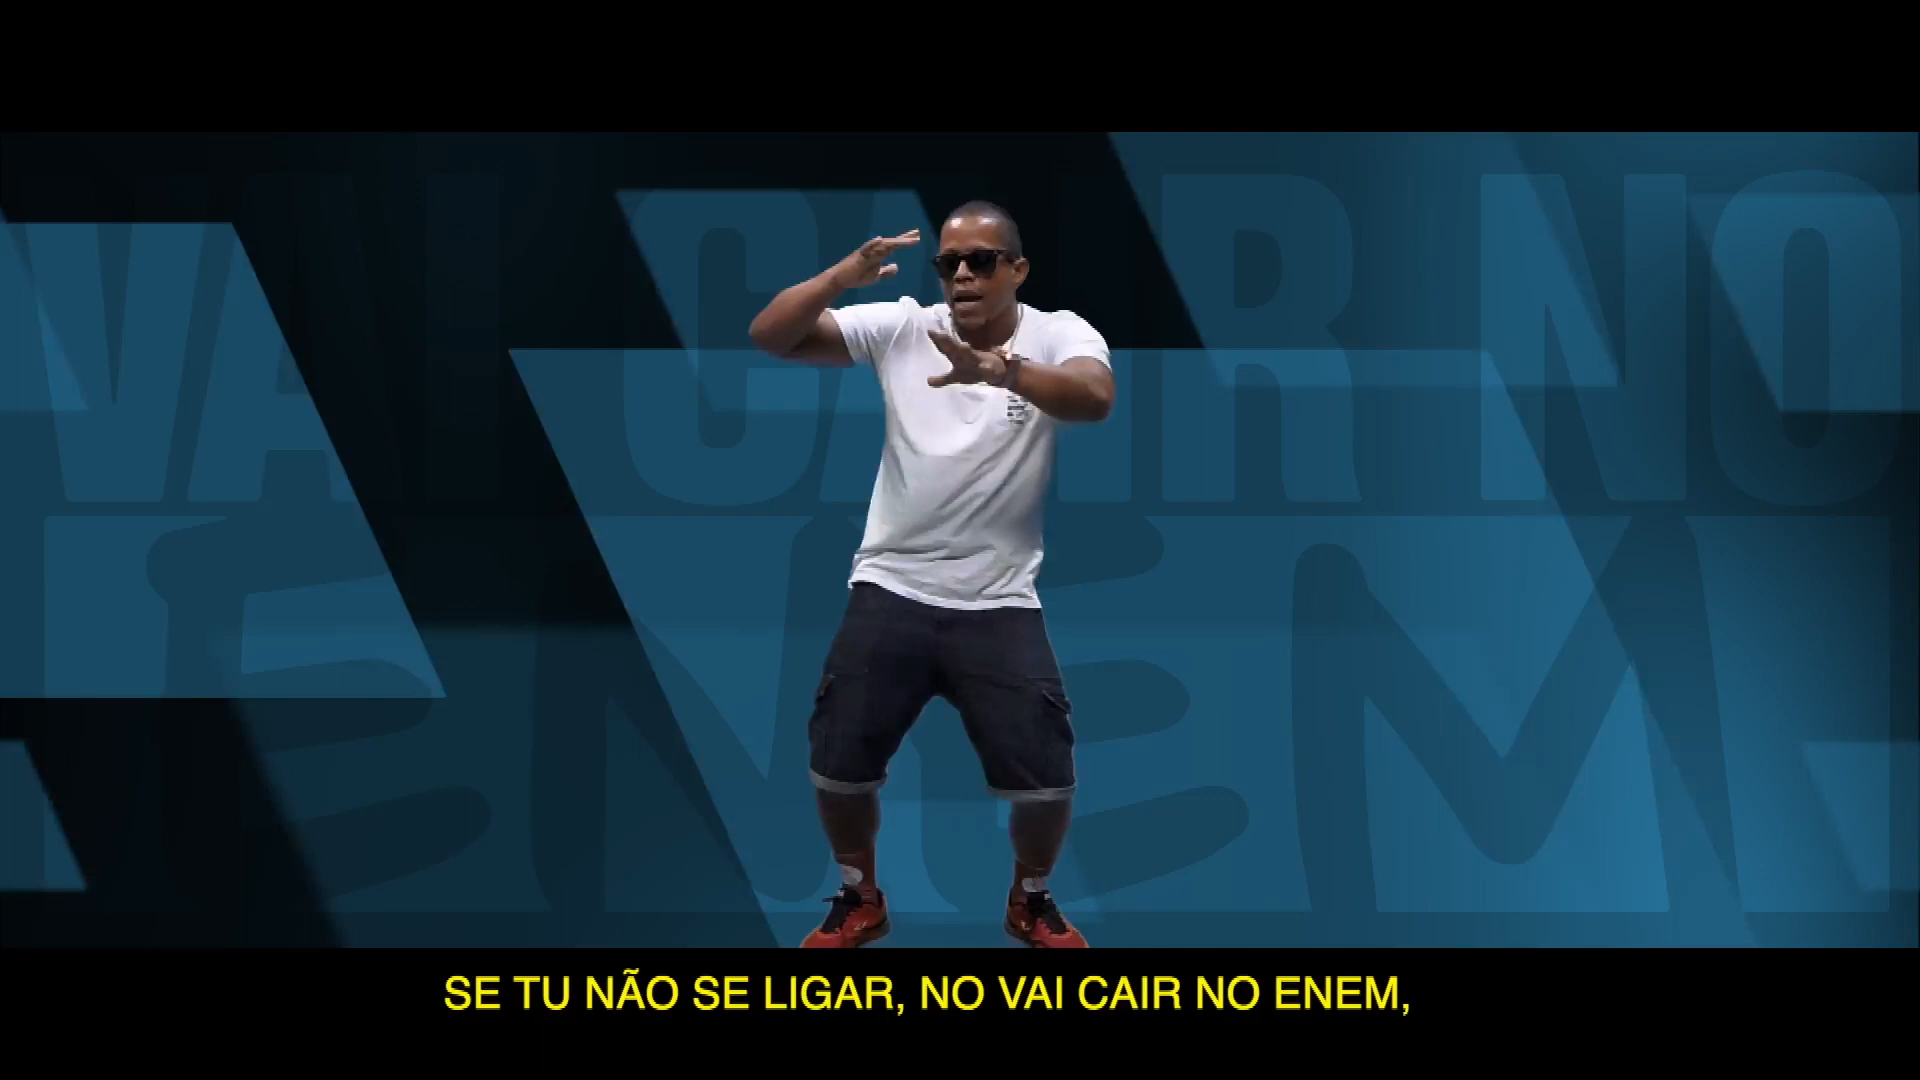 VAI CAIR NO
ENEM
SE TU NÃO SE LIGAR, NO VAI CAIR NO ENEM,